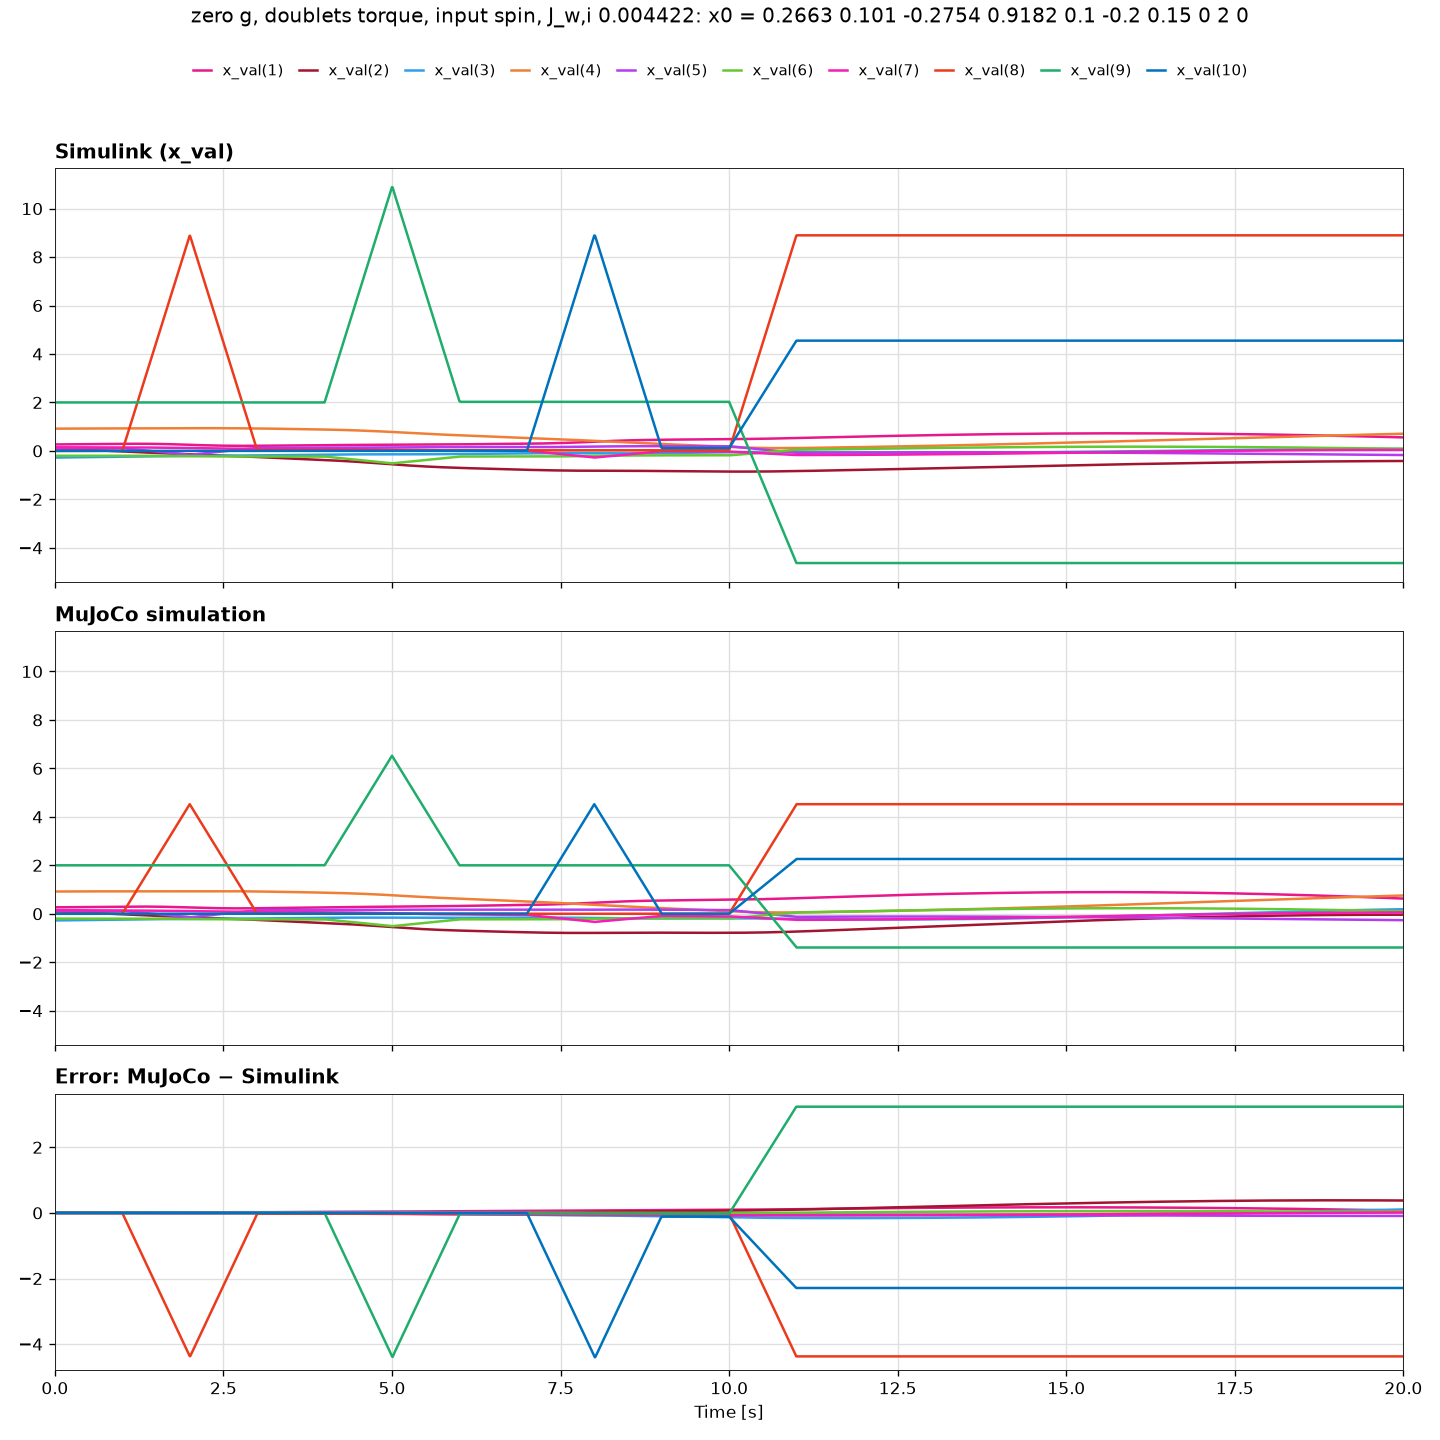 zero g, doublets torque, input spin, J_w,i 0.004422: x0 = 0.2663 0.101 -0.2754 0.9182 0.1 -0.2 0.15 0 2 0
x_val(1) x_val(2) x_val(3) x_val(4) x_val(5) x_val(6) x_val(7) x_val(8) x_val(9) x_val(10)
Simulink (x_val)
10
8
6
4
2
0
−2
−4
MuJoCo simulation
10
8
6
4
2
0
−2
−4
Error: MuJoCo − Simulink
2
0
−2
−4
0.0 2.5 5.0 7.5 10.0 12.5 15.0 17.5 20.0
Time [s]